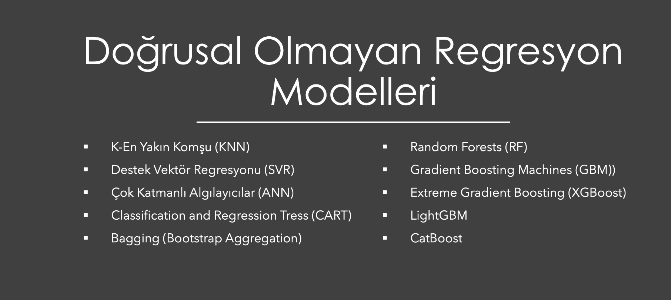 Doğrusal Olmayan Regresyon
Modelleri
▪ K-En Yakın Komşu (KNN)
▪ Destek Vektör Regresyonu (SVR)
▪ Çok Katmanlı Algılayıcılar (ANN)
▪ Classification and Regression Tress (CART)
▪ Bagging (Bootstrap Aggregation)
▪ Random Forests (RF)
▪ Gradient Boosting Machines (GBM))
▪ Extreme Gradient Boosting (XGBoost)
▪ LightGBM
▪ CatBoost